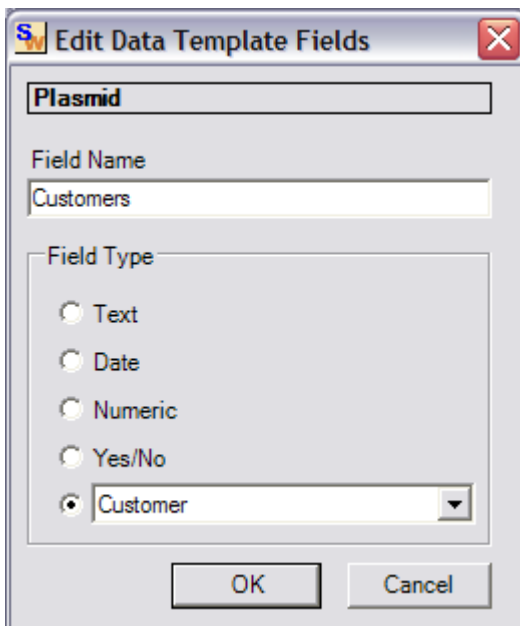 SW Edit Data Template Fields
Plasmid
Field Name
Customers
Field Type
Text
Date
Numeric
Yes/No
Customer
OK Cancel